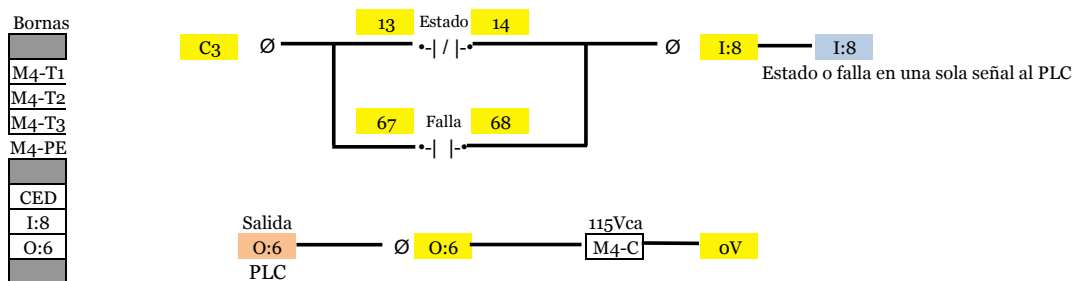 Bornas
M4-T1
M4-T2
M4-T3
M4-PE
CED
I:8
O:6
13 Estado 14
C3 Ø •-| / |-• Ø I:8 I:8
Estado o falla en una sola señal al PLC
67 Falla 68
•-| |-•
Salida 115Vca
O:6 Ø O:6 M4-C 0V
PLC